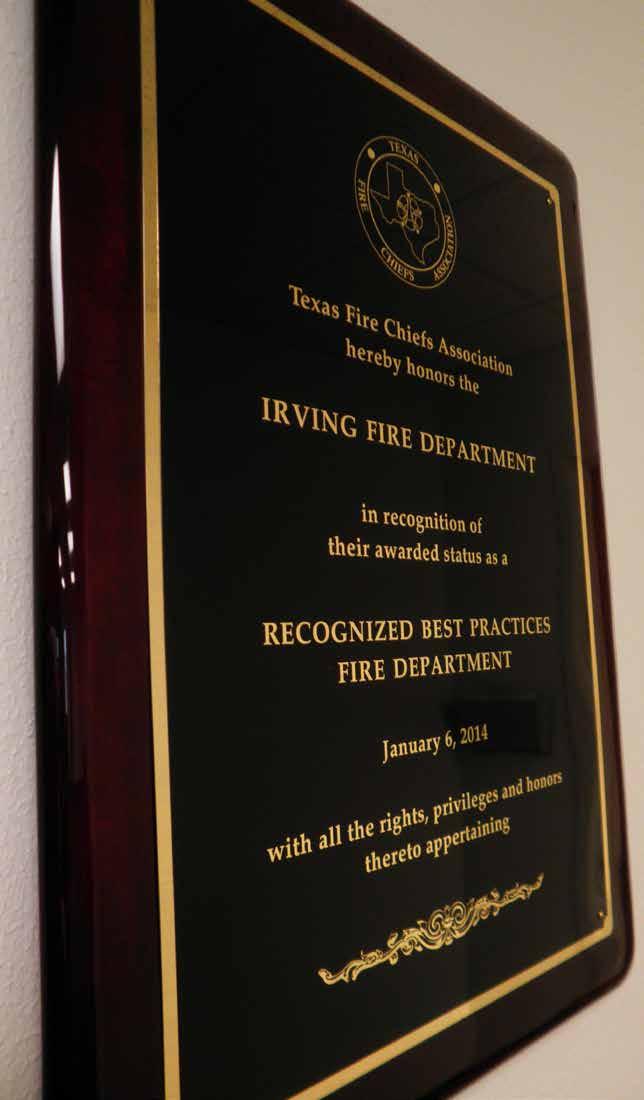 TEXAS
FIRE
CHIEFS
ASSOCIATION
Texas Fire Chiefs Association
hereby honors the
IRVING FIRE DEPARTMENT
in recognition of
their awarded status as a
RECOGNIZED BEST PRACTICES
FIRE DEPARTMENT
January 6, 2014
with all the rights, privileges and honors
thereto appertaining